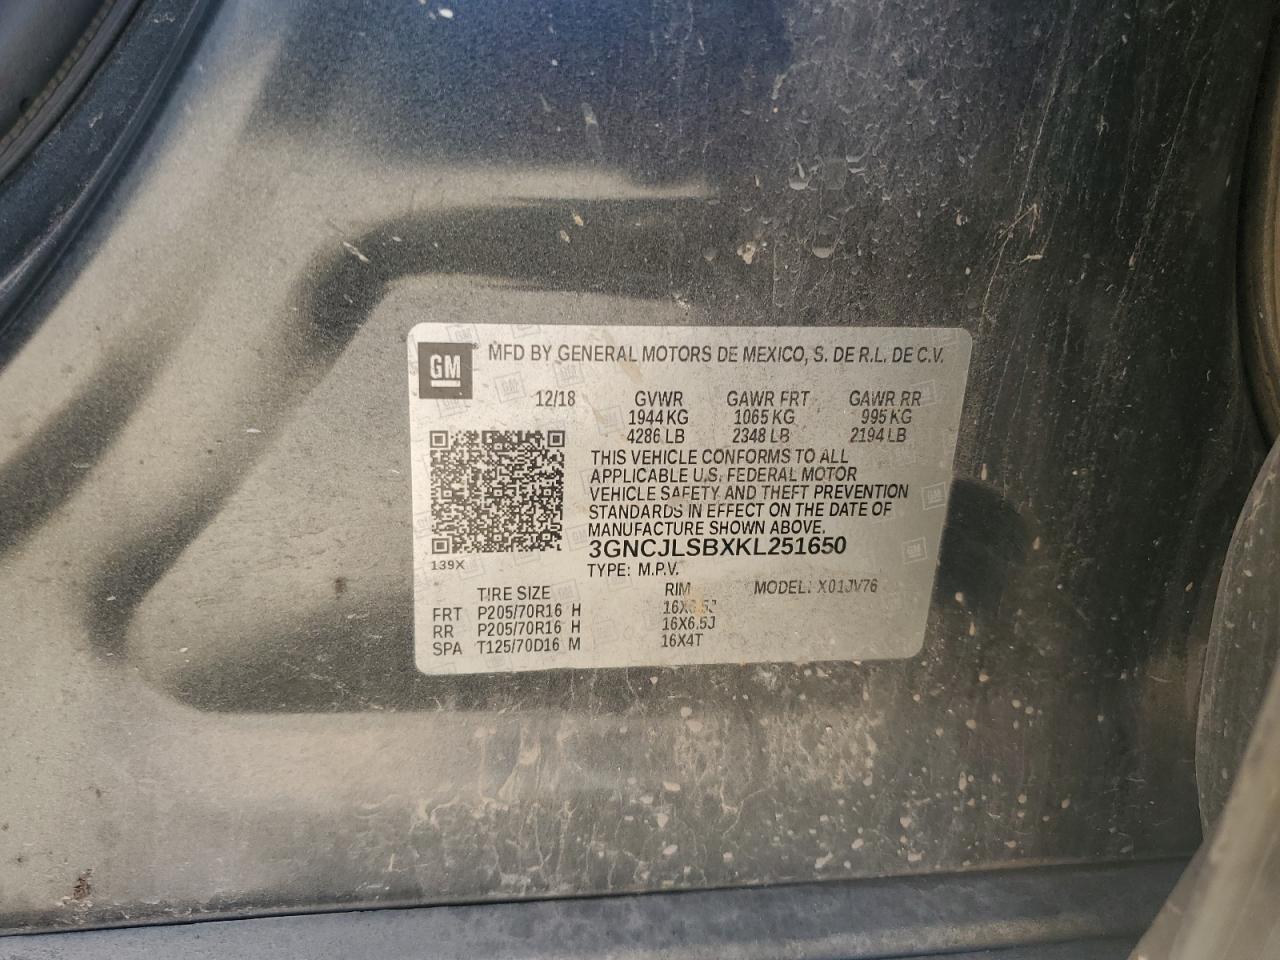 GM MFD BY GENERAL MOTORS DE MEXICO, S. DE R.L. DE C.V.
12/18 GVWR GAWR FRT GAWR RR
1944 KG 1065 KG 995 KG
4286 LB 2348 LB 2194 LB
THIS VEHICLE CONFORMS TO ALL
APPLICABLE U.S. FEDERAL MOTOR
VEHICLE SAFETY AND THEFT PREVENTION
STANDARDS IN EFFECT ON THE DATE OF
MANUFACTURE SHOWN ABOVE.
3GNCJLSBXKL251650
139X
TYPE: M.P.V.
TIRE SIZE RIM MODEL: X01JV76
FRT P205/70R16 H 16X6.5J
RR P205/70R16 H 16X6.5J
SPA T125/70D16 M 16X4T